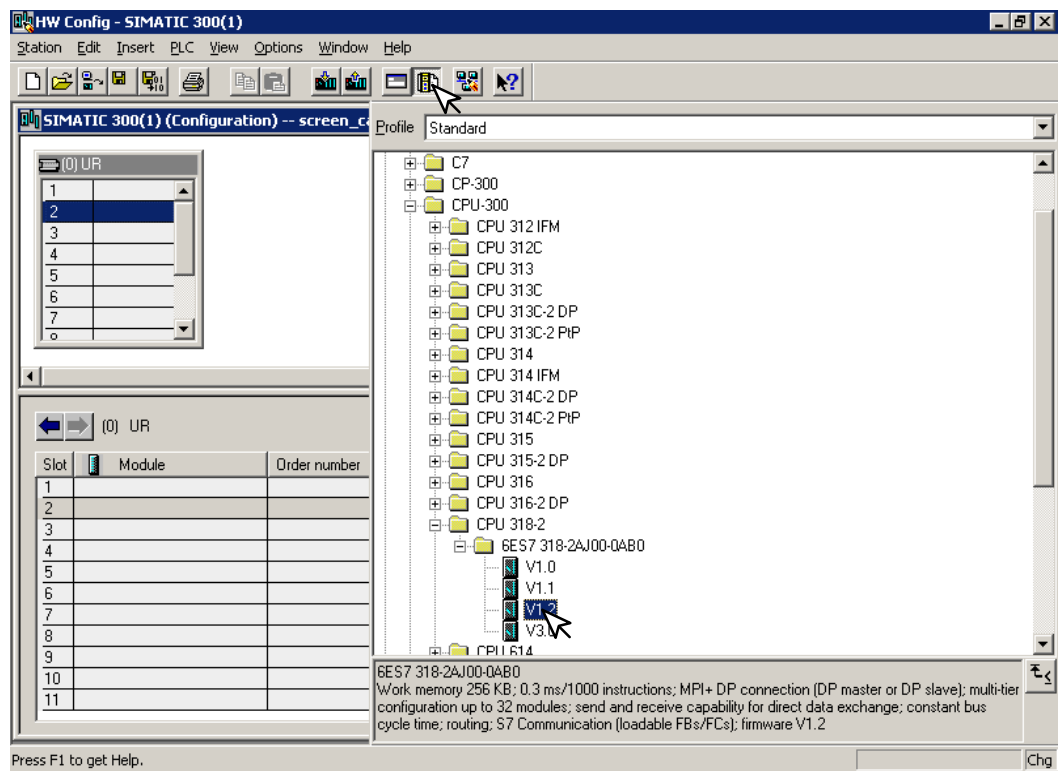 HW Config - SIMATIC 300(1)
Station Edit Insert PLC View Options Window Help
SIMATIC 300(1) (Configuration) -- screen_ca
Profile Standard
(0) UR
1
2
3
4
5
6
7
C7
CP-300
CPU-300
CPU 312 IFM
CPU 312C
CPU 313
CPU 313C
CPU 313C-2 DP
CPU 313C-2 PtP
CPU 314
CPU 314 IFM
CPU 314C-2 DP
CPU 314C-2 PtP
CPU 315
CPU 315-2 DP
CPU 316
CPU 316-2 DP
CPU 318-2
6ES7 318-2AJ00-0AB0
V1.0
V1.1
V1.2
V3.0
CPU 614
(0) UR
Slot Module Order number
1
2
3
4
5
6
7
8
9
10
11
6ES7 318-2AJ00-0AB0
Work memory 256 KB; 0.3 ms/1000 instructions; MPI+ DP connection (DP master or DP slave); multi-tier
configuration up to 32 modules; send and receive capability for direct data exchange; constant bus
cycle time; routing; S7 Communication (loadable FBs/FCs); firmware V1.2
Press F1 to get Help.
Chg